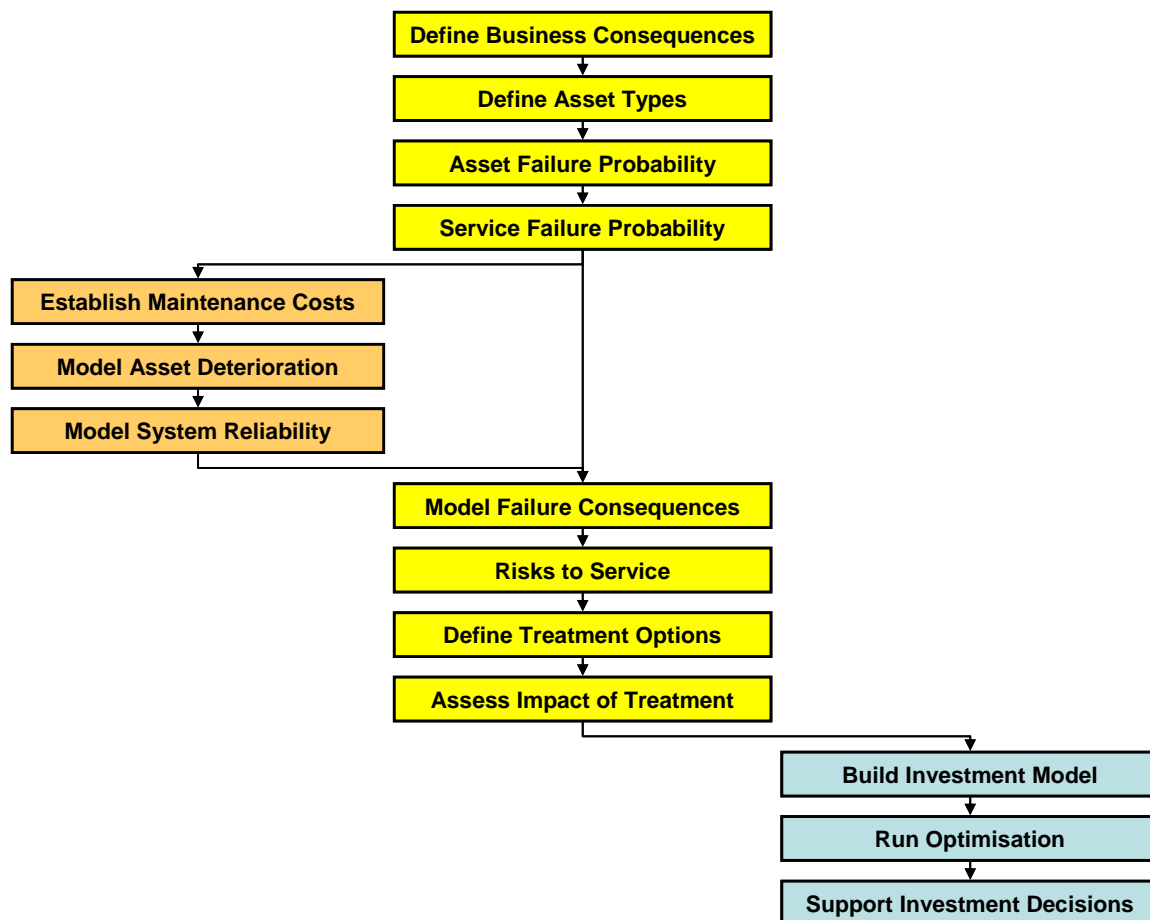 Define Business Consequences
Define Asset Types
Asset Failure Probability
Service Failure Probability
Establish Maintenance Costs
Model Asset Deterioration
Model System Reliability
Model Failure Consequences
Risks to Service
Define Treatment Options
Assess Impact of Treatment
Build Investment Model
Run Optimisation
Support Investment Decisions